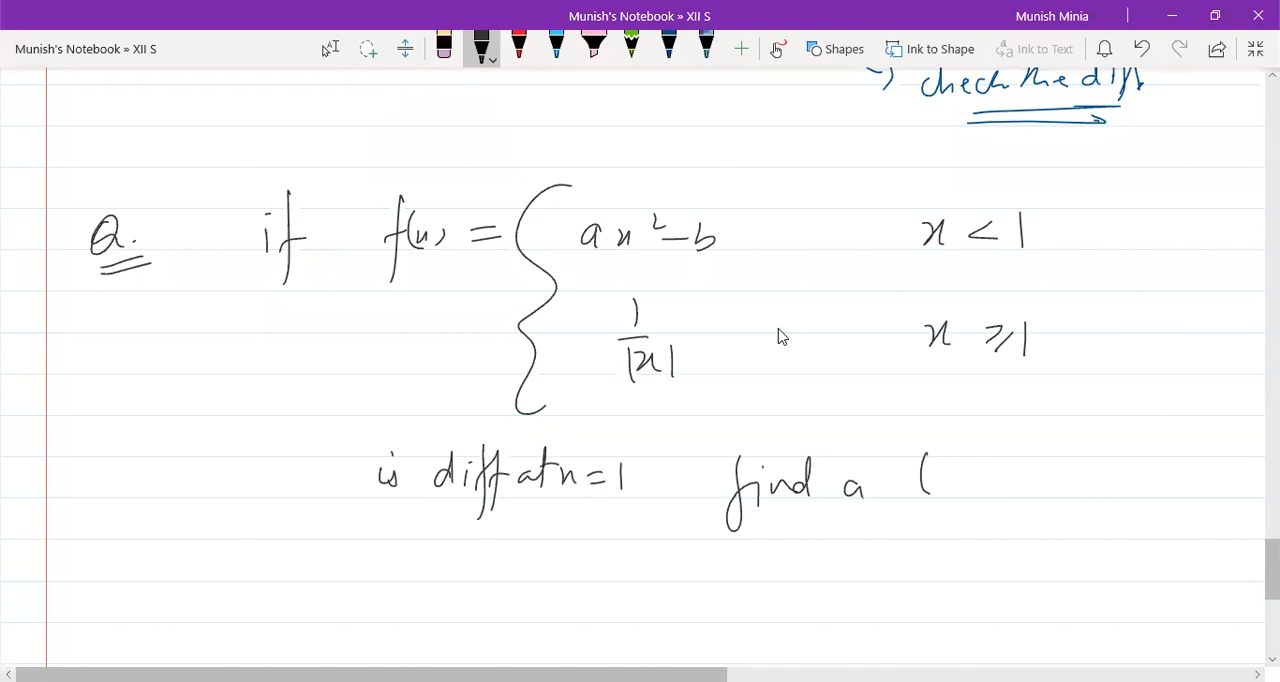 Munish's Notebook » XII S
Munish Minia
Munish's Notebook » XII S
Shapes
Ink to Shape
Ink to Text
check the diff
Q. if f(x) = { ax² – b x < 1
1/|x| x ≥ 1
is diff at x = 1 find a (